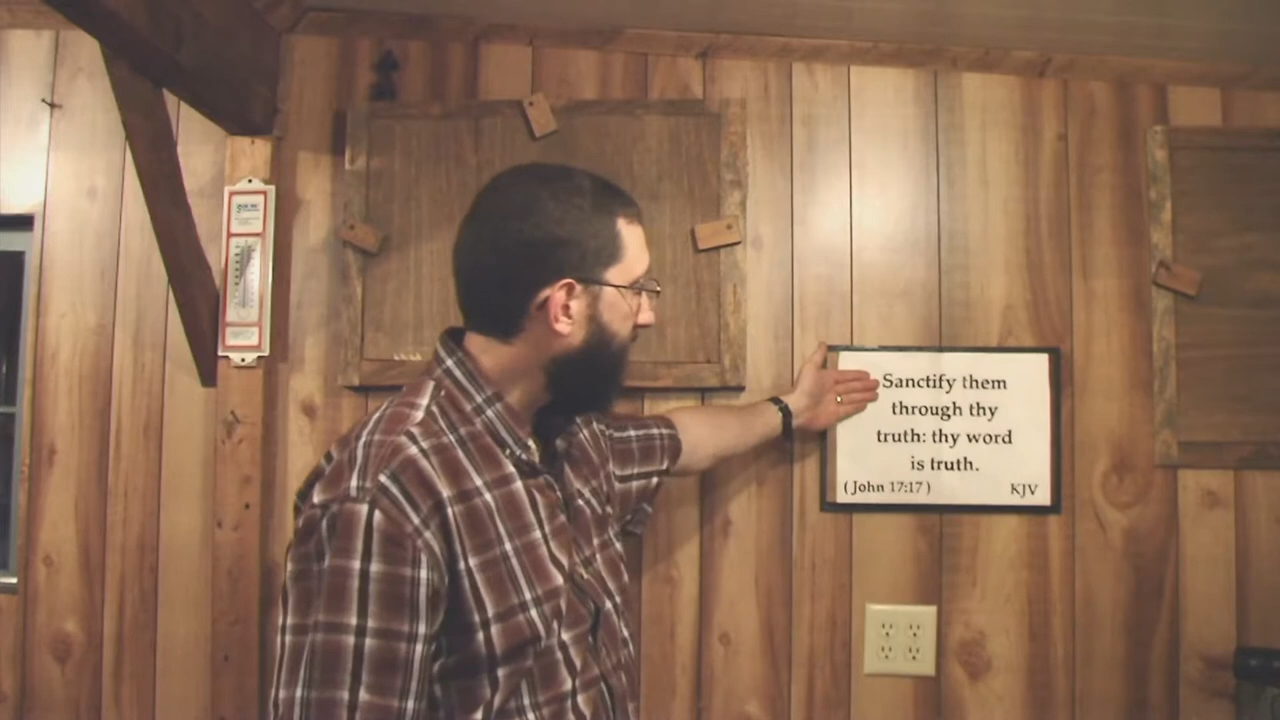 Sanctify them
through thy
truth: thy word
is truth.
(John 17:17) KJV